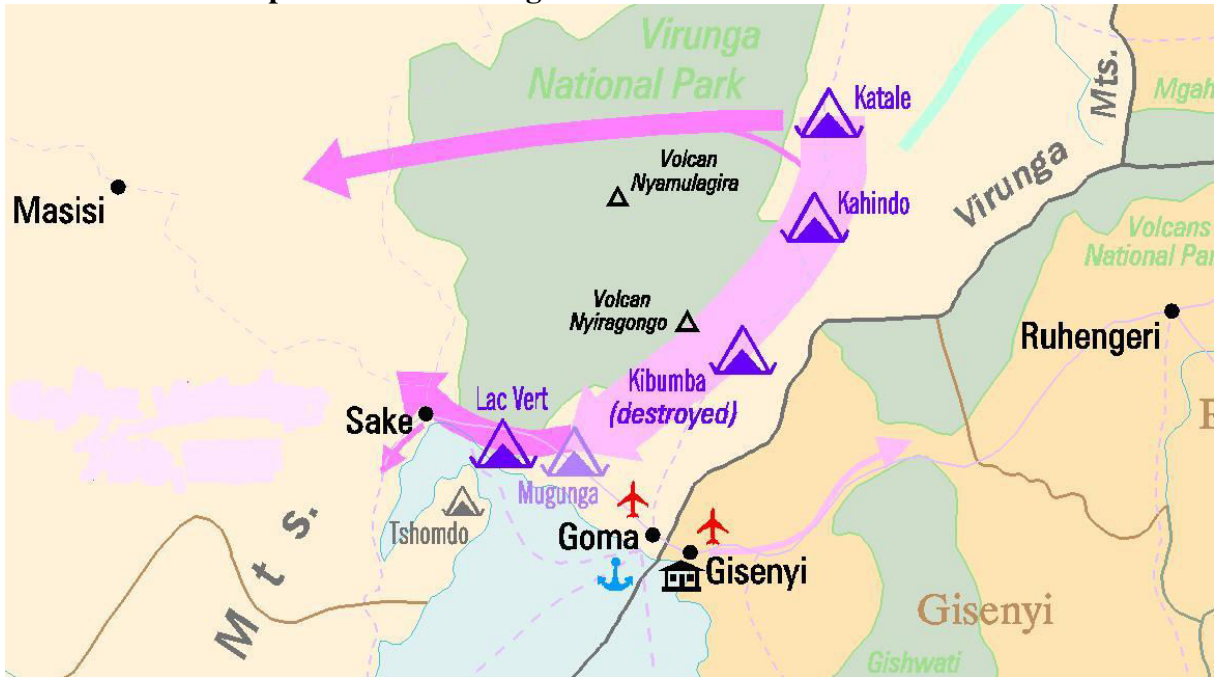 Virunga
National Park
Katale
Mts.
Mgah
Volcan
Nyamulagira
Virunga
Masisi
Kahindo
Volcans
National Par
Volcan
Nyiragongo
Ruhengeri
Kibumba
(destroyed)
Lac Vert
Sake
Mugunga
Tshomdo
Mts.
Goma
Gisenyi
Gisenyi
Gishwati